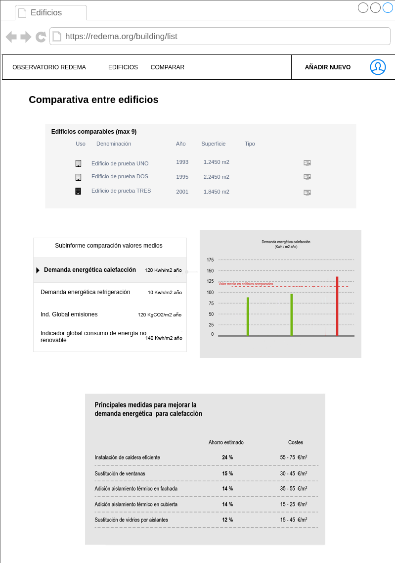 Edificios
https://redema.org/building/list
OBSERVATORIO REDEMA EDIFICIOS COMPARAR AÑADIR NUEVO
Comparativa entre edificios
Edificios comparables (max 9)
Uso Denominación Año Superficie Tipo
Edificio de prueba UNO 1993 1.2450 m2
Edificio de prueba DOS 1995 2.2450 m2
Edificio de prueba TRES 2001 1.8450 m2
Subinforme comparación valores medios
Demanda energética calefacción 120 Kwh/m2 año
Demanda energética refrigeración 10 Kwh/m2 año
Ind. Global emisiones 120 KgCO2/m2 año
Indicador global consumo de energía no
renovable 140 Kwh/m2 año
Demanda energética calefacción
(Kwh / m2 año)
175
150
125
100
75
50
25
0
Principales medidas para mejorar la
demanda energética para calefacción
Ahorro estimado Costes
Instalación de caldera eficiente 24 % 55 - 75 €/m²
Sustitución de ventanas 15 % 30 - 45 €/m²
Adición aislamiento térmico en fachada 14 % 35 - 55 €/m²
Adición aislamiento térmico en cubierta 14 % 15 - 25 €/m²
Sustitución de vidrios por aislantes 12 % 15 - 45 €/m²